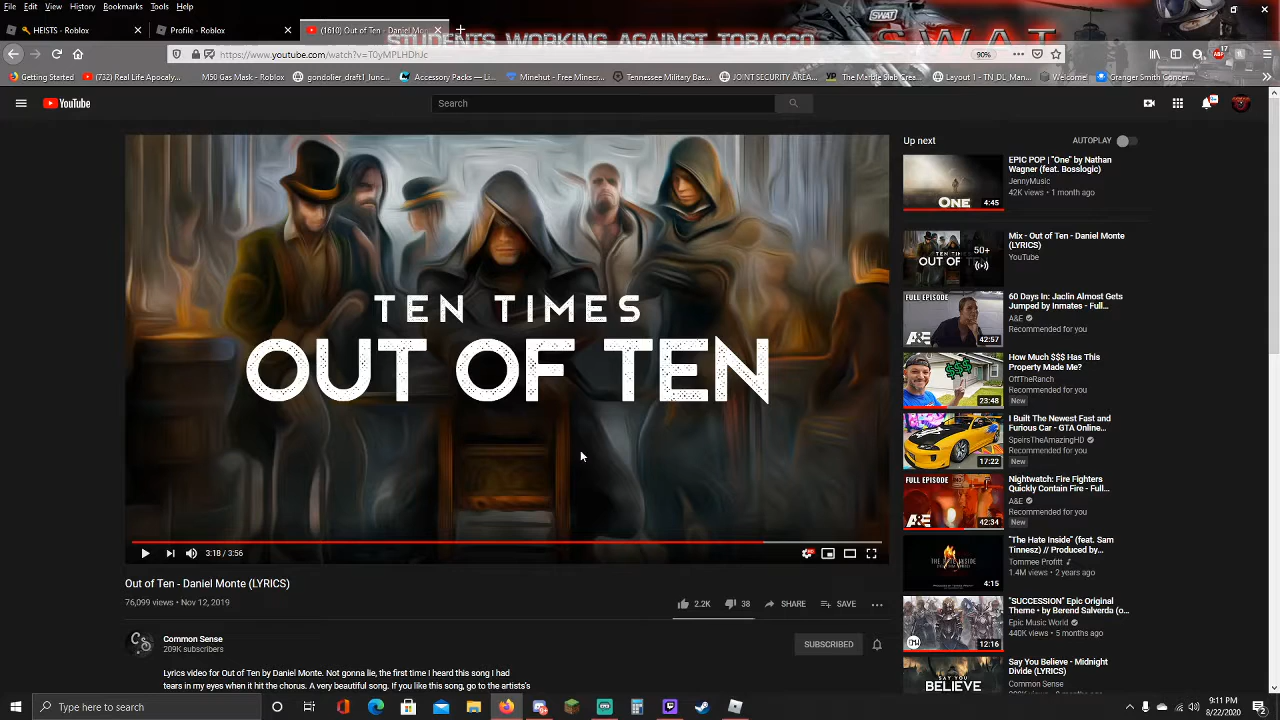 File Edit View History Bookmarks Tools Help
SWAT
HEISTS - Roblox
Profile - Roblox
(1610) Out of Ten - Daniel Mo
STUDENTS WORKING AGAINST TOBACCO
https://www.youtube.com/watch?v=T0yMPLHDhJc
90%
Getting Started
(723) Real Life Apocaly...
Mad Mas - Roblox
gondolier_draft_1.und...
Accessory Packs — Li...
Minehut - Free Minecr...
Tennessee Military Bas...
JOINT SECURITY AREA...
The Marble Slab Grea...
Layout 1 - TN_DL_Man...
Welcome
Granger Smith Concer...
YouTube
Search
TEN TIMES
OUT OF TEN
3:18 / 3:56
Out of Ten - Daniel Monte (LYRICS)
76,099 views • Nov 12, 2019
2.2K
38
SHARE
SAVE
Common Sense
209K subscribers
SUBSCRIBED
Lyrics video for Out of Ten by Daniel Monte. Not gonna lie, the first time I heard this song I had
tears in my eyes when it hit the chorus. A very beautiful song. If you like this song, go to the artists's
Up next
AUTOPLAY
ONE
4:45
EPIC POP | "One" by Nathan
Wagner (feat. Bosslogic)
JennyMusic
42K views • 1 month ago
OUT OF
50+
Mix - Out of Ten - Daniel Monte
(LYRICS)
YouTube
FULL EPISODE
A&E
42:57
60 Days In: Jaclin Almost Gets
Jumped by Inmates - Full...
A&E
Recommended for you
$$$
23:48
How Much $$$ Has This
Property Made Me?
OffTheRanch
Recommended for you
New
17:22
I Built The Newest Fast and
Furious Car - GTA Online...
SpeirsTheAmazingHD
Recommended for you
New
FULL EPISODE
A&E
42:34
Nightwatch: Fire Fighters
Quickly Contain Fire - Full...
A&E
Recommended for you
New
THE HATE INSIDE
4:15
"The Hate Inside" (feat. Sam
Tinnesz) // Produced by...
Tommee Profitt
1.4M views • 2 years ago
12:16
"SUCCESSION" Epic Original
Theme • by Berend Salverda (o...
Epic Music World
440K views • 5 months ago
SAY YOU
BELIEVE
Say You Believe - Midnight
Divide (LYRICS)
Common Sense
Type here to search
9:11 PM
8/22/2020